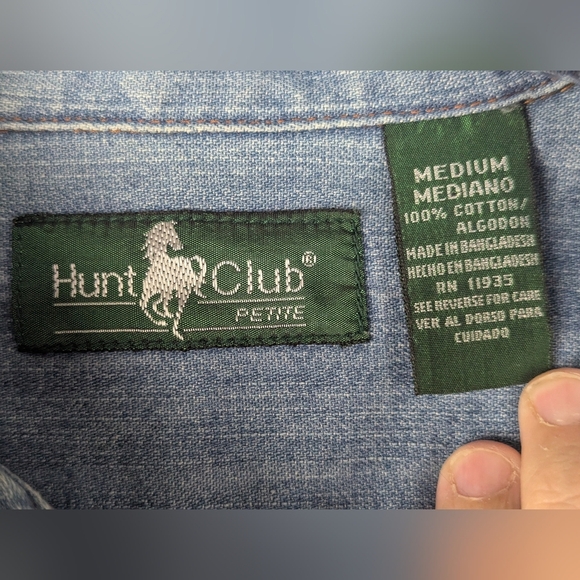 Hunt Club®
PETITE
MEDIUM
MEDIANO
100% COTTON/
ALGODON
MADE IN BANGLADESH
HECHO EN BANGLADESH
RN 11935
SEE REVERSE FOR CARE
VER AL DORSO PARA
CUIDADO